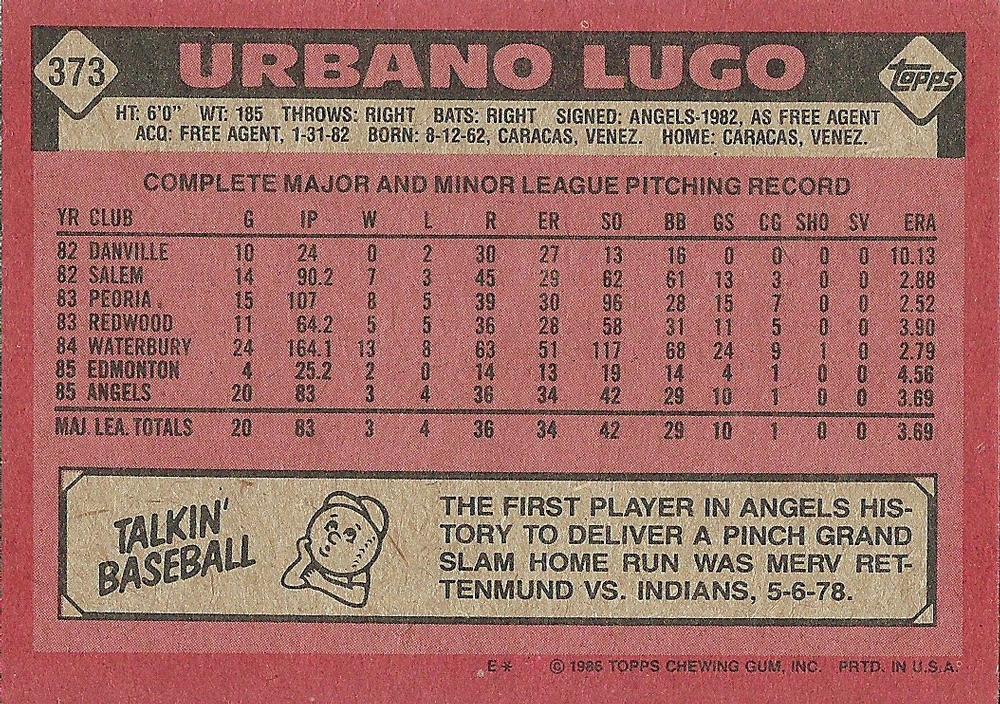 373 URBANO LUGO TOPPS
HT: 6'0" WT: 185 THROWS: RIGHT BATS: RIGHT SIGNED: ANGELS-1982, AS FREE AGENT
ACQ: FREE AGENT, 1-31-82 BORN: 8-12-62, CARACAS, VENEZ. HOME: CARACAS, VENEZ.
COMPLETE MAJOR AND MINOR LEAGUE PITCHING RECORD
YR CLUB G IP W L R ER SO BB GS CG SHO SV ERA
82 DANVILLE 10 24 0 2 30 27 13 16 0 0 0 0 10.13
82 SALEM 14 90.2 7 3 45 29 62 61 13 3 0 0 2.88
83 PEORIA 15 107 8 5 39 30 96 28 15 7 0 0 2.52
83 REDWOOD 11 64.2 5 5 36 28 58 31 11 5 0 0 3.90
84 WATERBURY 24 164.1 13 8 63 51 117 68 24 9 1 0 2.79
85 EDMONTON 4 25.2 2 0 14 13 19 14 4 1 0 0 4.56
85 ANGELS 20 83 3 4 36 34 42 29 10 1 0 0 3.69
MAJ. LEA. TOTALS 20 83 3 4 36 34 42 29 10 1 0 0 3.69
TALKIN'
BASEBALL
THE FIRST PLAYER IN ANGELS HIS-
TORY TO DELIVER A PINCH GRAND
SLAM HOME RUN WAS MERV RET-
TENMUND VS. INDIANS, 5-6-78.
E* © 1986 TOPPS CHEWING GUM, INC. PRTD. IN U.S.A.